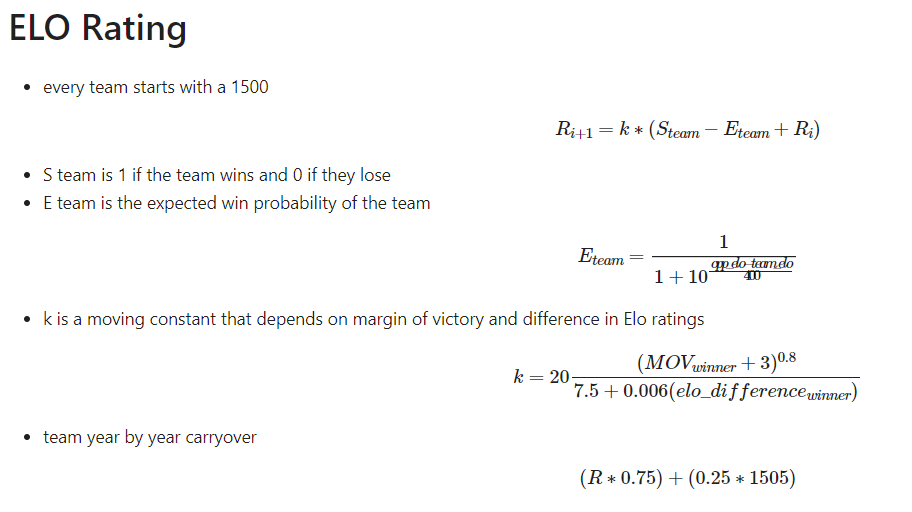 ELO Rating
• every team starts with a 1500
R_{i+1} = k * (S_{team} − E_{team} + R_i)
• S team is 1 if the team wins and 0 if they lose
• E team is the expected win probability of the team
E_{team} = \frac{1}{1 + 10^{\frac{opp elo−team elo}{400}}}
• k is a moving constant that depends on margin of victory and difference in Elo ratings
k = 20 \frac{(MOV_{winner} + 3)^{0.8}}{7.5 + 0.006(elo\_difference_{winner})}
• team year by year carryover
(R * 0.75) + (0.25 * 1505)